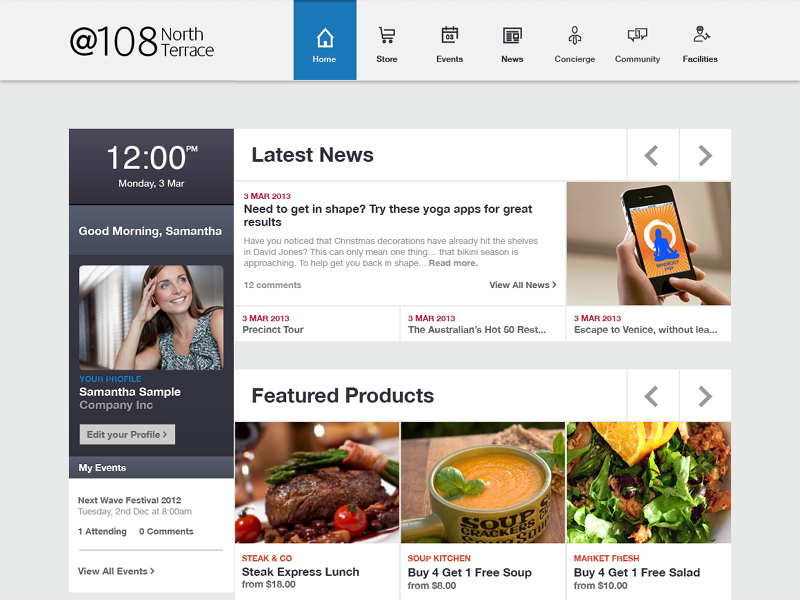 @108 North
Terrace
Home
Store
Events
News
Concierge
Community
Facilities
12:00 PM
Monday, 3 Mar
Good Morning, Samantha
YOUR PROFILE
Samantha Sample
Company Inc
Edit your Profile >
My Events
Next Wave Festival 2012
Tuesday, 2nd Dec at 8:00am
1 Attending 0 Comments
View All Events >
Latest News
3 MAR 2013
Need to get in shape? Try these yoga apps for great
results
Have you noticed that Christmas decorations have already hit the shelves
in David Jones? This can only mean one thing... that bikini season is
approaching. To help get you back in shape... Read more.
12 comments
View All News >
3 MAR 2013
Precinct Tour
3 MAR 2013
The Australian's Hot 50 Rest...
3 MAR 2013
Escape to Venice, without lea...
Featured Products
SOUP
CRACKERS
STEAK & CO
Steak Express Lunch
from $18.00
SOUP KITCHEN
Buy 4 Get 1 Free Soup
from $8.00
MARKET FRESH
Buy 4 Get 1 Free Salad
from $10.00